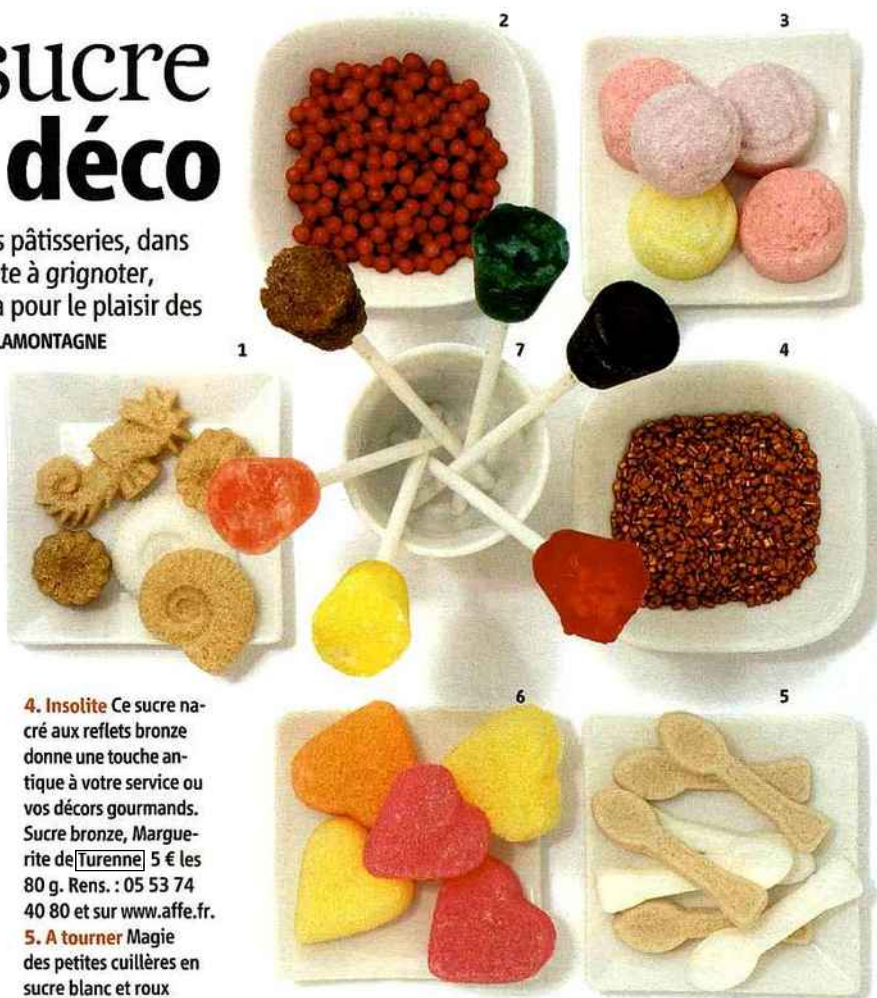 sucre
déco
s pâtisseries, dans
te à grignoter,
pour le plaisir des
LAMONTAGNE
1
2
3
4
5
6
7
4. Insolite Ce sucre na-
cré aux reflets bronze
donne une touche an-
tique à votre service ou
vos décors gourmands.
Sucre bronze, Margue-
rite de Turenne 5 € les
80 g. Rens. : 05 53 74
40 80 et sur www.affe.fr.
5. A tourner Magie
des petites cuillères en
sucre blanc et roux